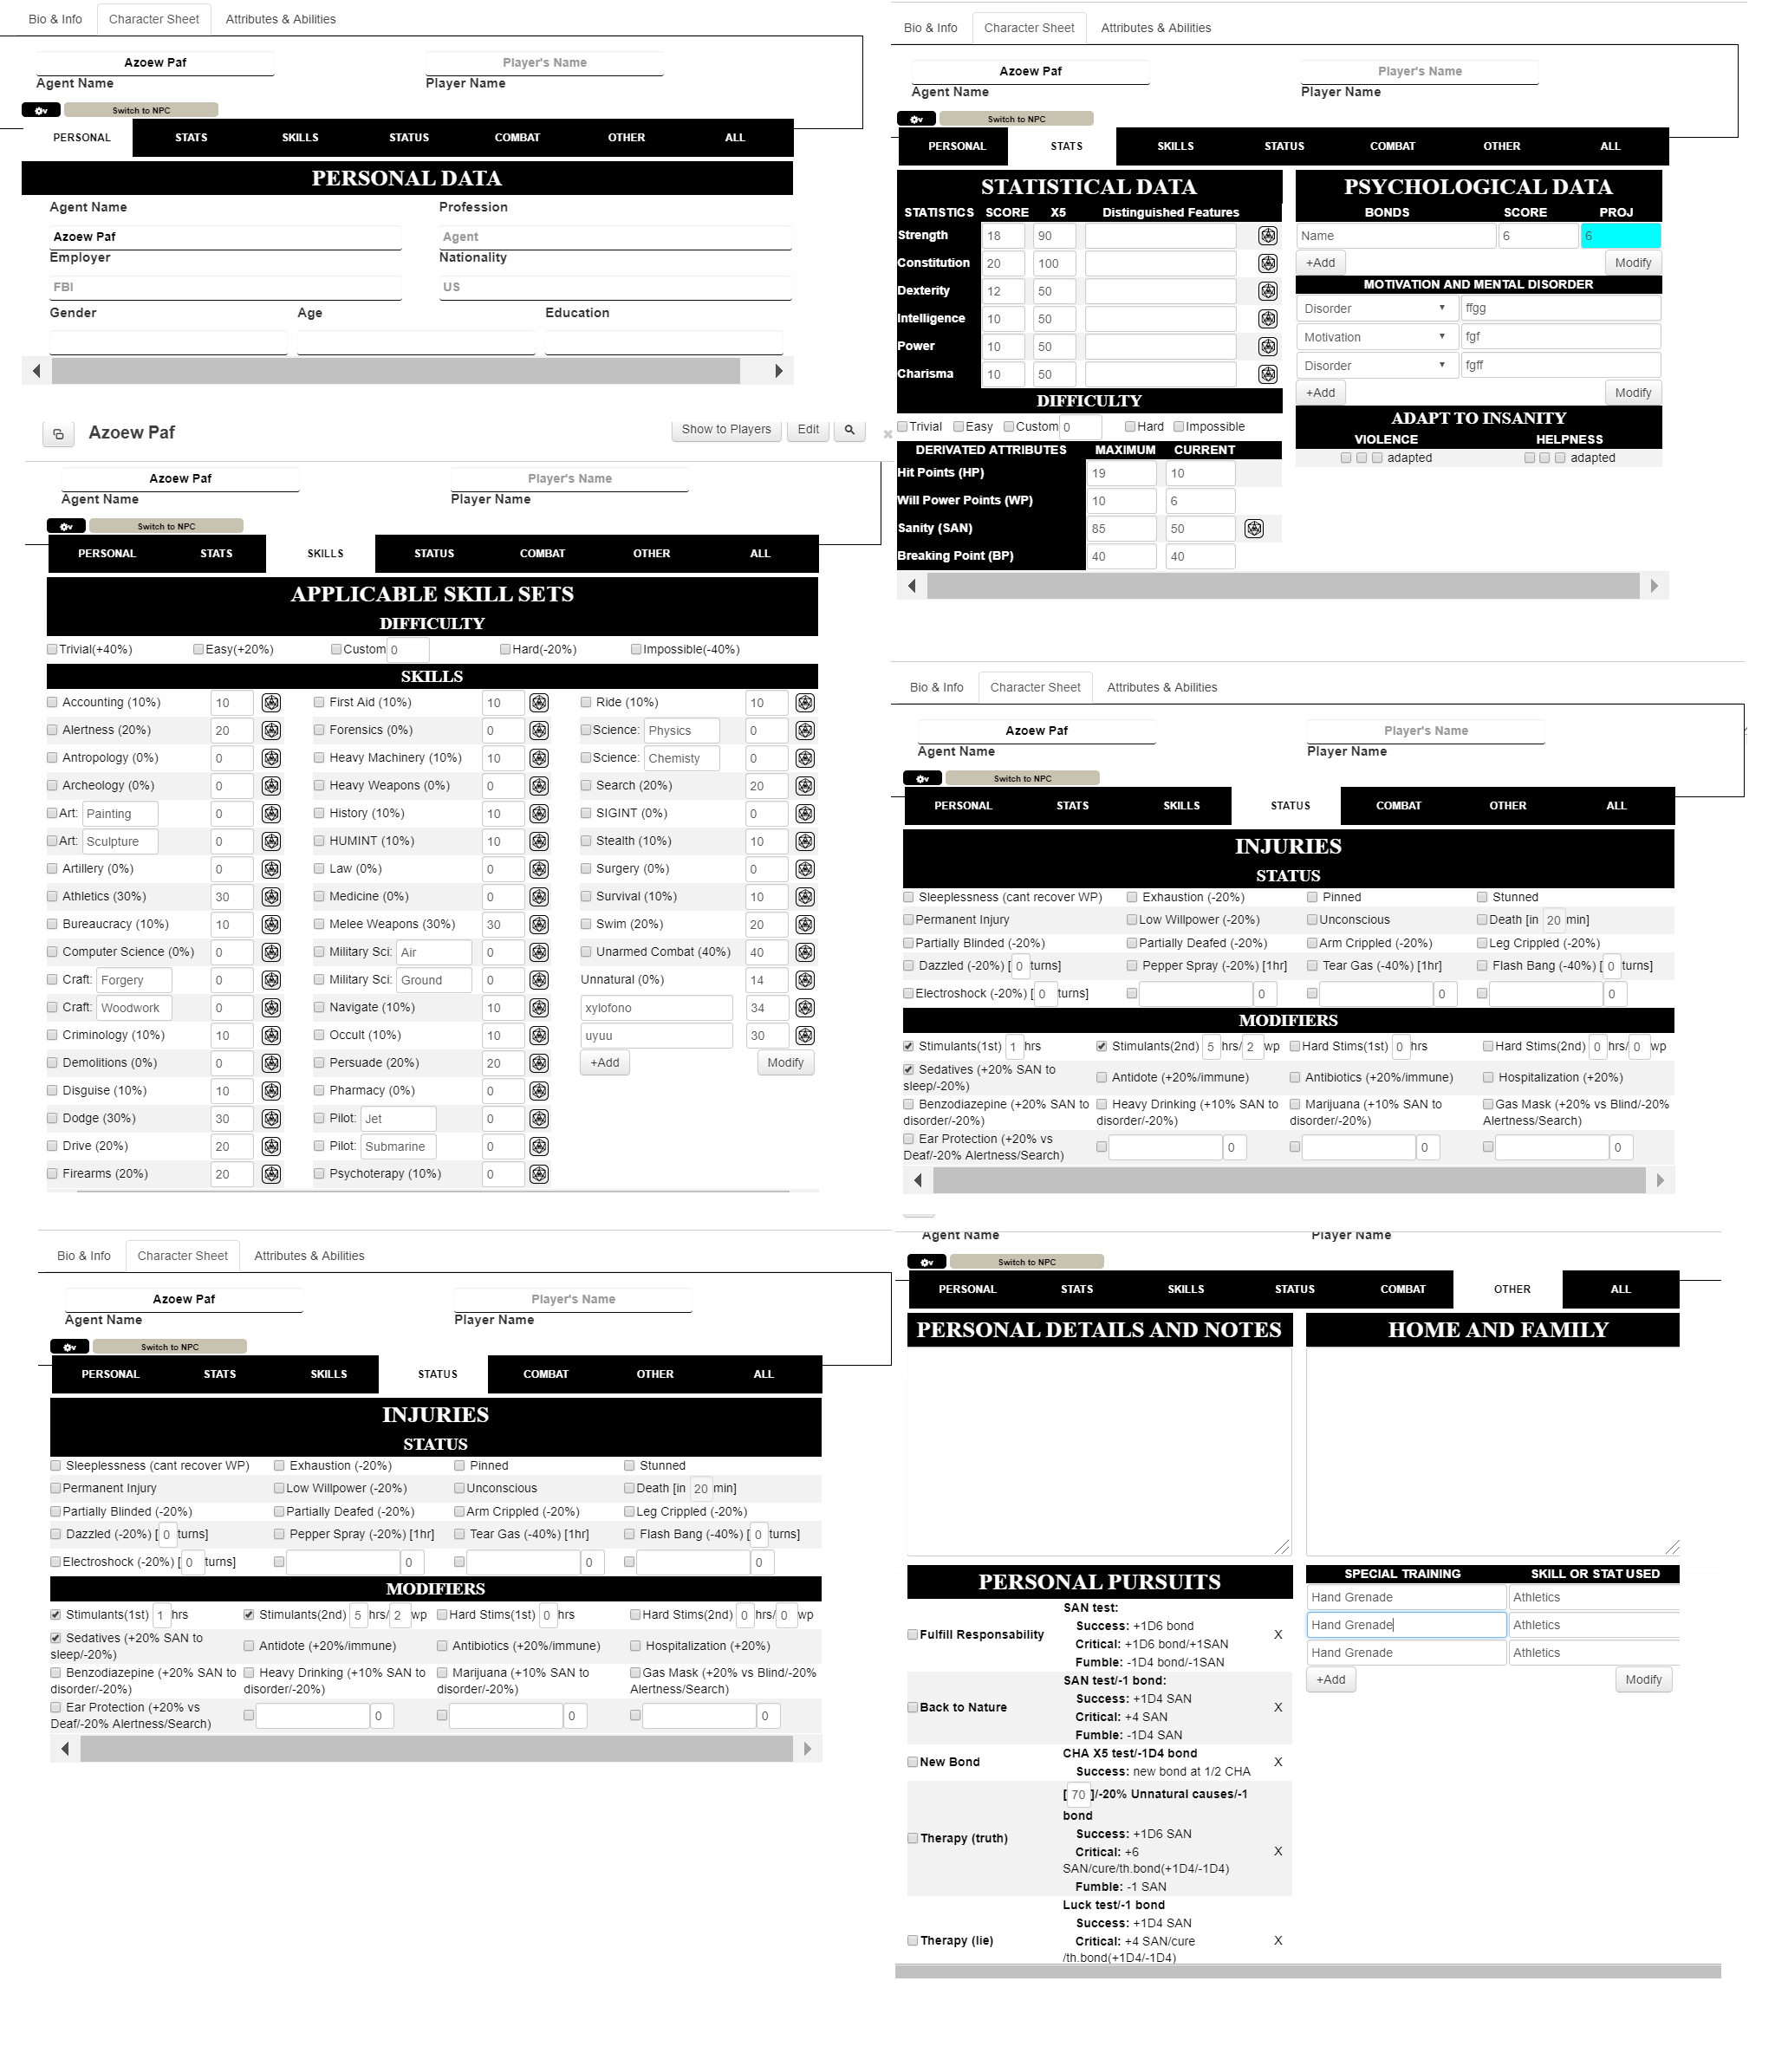 Bio & Info Character Sheet Attributes & Abilities
Azoew Paf Player's Name
Agent Name Player Name
v Switch to NPC
PERSONAL STATS SKILLS STATUS COMBAT OTHER ALL
PERSONAL DATA
Agent Name Profession
Azoew Paf Agent
Employer Nationality
FBI US
Gender Age Education
Bio & Info Character Sheet Attributes & Abilities
Azoew Paf Player's Name
Agent Name Player Name
v Switch to NPC
PERSONAL STATS SKILLS STATUS COMBAT OTHER ALL
STATISTICAL DATA
STATISTICS SCORE X5 Distinguished Features
Strength 18 90
Constitution 20 100
Dexterity 12 50
Intelligence 10 50
Power 10 50
Charisma 10 50
DIFFICULTY
Trivial Easy Custom 0 Hard Impossible
DERIVATED ATTRIBUTES MAXIMUM CURRENT
Hit Points (HP) 19 10
Will Power Points (WP) 10 6
Sanity (SAN) 85 50
Breaking Point (BP) 40 40
PSYCHOLOGICAL DATA
BONDS SCORE PROJ
Name 6 6
+Add Modify
MOTIVATION AND MENTAL DISORDER
Disorder ffgg
Motivation fgf
Disorder fgff
+Add Modify
ADAPT TO INSANITY
VIOLENCE HELPNESS
adapted adapted
Azoew Paf Show to Players Edit
Azoew Paf Player's Name
Agent Name Player Name
v Switch to NPC
PERSONAL STATS SKILLS STATUS COMBAT OTHER ALL
APPLICABLE SKILL SETS
DIFFICULTY
Trivial(+40%) Easy(+20%) Custom 0 Hard(-20%) Impossible(-40%)
SKILLS
Accounting (10%) 10 First Aid (10%) 10 Ride (10%) 10
Alertness (20%) 20 Forensics (0%) 0 Science: Physics 0
Antropology (0%) 0 Heavy Machinery (10%) 10 Science: Chemisty 0
Archeology (0%) 0 Heavy Weapons (0%) 0 Search (20%) 20
Art: Painting 0 History (10%) 10 SIGINT (0%) 0
Art: Sculpture 0 HUMINT (10%) 10 Stealth (10%) 10
Artillery (0%) 0 Law (0%) 0 Surgery (0%) 0
Athletics (30%) 30 Medicine (0%) 0 Survival (10%) 10
Bureaucracy (10%) 10 Melee Weapons (30%) 30 Swim (20%) 20
Computer Science (0%) 0 Military Sci: Air 0 Unarmed Combat (40%) 40
Craft: Forgery 0 Military Sci: Ground 0 Unnatural (0%) 14
Craft: Woodwork 0 Navigate (10%) 10 xylofono 34
Criminology (10%) 10 Occult (10%) 10 uyuu 30
Demolitions (0%) 0 Persuade (20%) 20 +Add Modify
Disguise (10%) 10 Pharmacy (0%) 0
Dodge (30%) 30 Pilot: Jet 0
Drive (20%) 20 Pilot: Submarine 0
Firearms (20%) 20 Psychoterapy (10%) 10
Bio & Info Character Sheet Attributes & Abilities
Azoew Paf Player's Name
Agent Name Player Name
v Switch to NPC
PERSONAL STATS SKILLS STATUS COMBAT OTHER ALL
INJURIES
STATUS
Sleeplessness (cant recover WP) Exhaustion (-20%) Pinned Stunned
Permanent Injury Low Willpower (-20%) Unconscious Death [in 20 min]
Partially Blinded (-20%) Partially Deafed (-20%) Arm Crippled (-20%) Leg Crippled (-20%)
Dazzled (-20%) [ 0 turns] Pepper Spray (-20%) [1hr] Tear Gas (-40%) [1hr] Flash Bang (-40%) [ 0 turns]
Electroshock (-20%) [ 0 turns] 0 0 0
MODIFIERS
Stimulants(1st) 1 hrs Stimulants(2nd) 5 hrs/ 2 wp Hard Stims(1st) 0 hrs Hard Stims(2nd) 0 hrs/ 0 wp
Sedatives (+20% SAN to
sleep/-20%) Antidote (+20%/immune) Antibiotics (+20%/immune) Hospitalization (+20%)
Benzodiazepine (+20% SAN to Heavy Drinking (+10% SAN to Marijuana (+10% SAN to Gas Mask (+20% vs Blind/-20%
disorder/-20%) disorder/-20%) disorder/-20%) Alertness/Search)
Ear Protection (+20% vs
Deaf/-20% Alertness/Search) 0 0 0
Bio & Info Character Sheet Attributes & Abilities
Azoew Paf Player's Name
Agent Name Player Name
v Switch to NPC
PERSONAL STATS SKILLS STATUS COMBAT OTHER ALL
INJURIES
STATUS
Sleeplessness (cant recover WP) Exhaustion (-20%) Pinned Stunned
Permanent Injury Low Willpower (-20%) Unconscious Death [in 20 min]
Partially Blinded (-20%) Partially Deafed (-20%) Arm Crippled (-20%) Leg Crippled (-20%)
Dazzled (-20%) [ 0 turns] Pepper Spray (-20%) [1hr] Tear Gas (-40%) [1hr] Flash Bang (-40%) [ 0 turns]
Electroshock (-20%) [ 0 turns] 0 0 0
MODIFIERS
Stimulants(1st) 1 hrs Stimulants(2nd) 5 hrs/ 2 wp Hard Stims(1st) 0 hrs Hard Stims(2nd) 0 hrs/ 0 wp
Sedatives (+20% SAN to
sleep/-20%) Antidote (+20%/immune) Antibiotics (+20%/immune) Hospitalization (+20%)
Benzodiazepine (+20% SAN to Heavy Drinking (+10% SAN to Marijuana (+10% SAN to Gas Mask (+20% vs Blind/-20%
disorder/-20%) disorder/-20%) disorder/-20%) Alertness/Search)
Ear Protection (+20% vs
Deaf/-20% Alertness/Search) 0 0 0
Agent Name Player Name
v Switch to NPC
PERSONAL STATS SKILLS STATUS COMBAT OTHER ALL
PERSONAL DETAILS AND NOTES HOME AND FAMILY
PERSONAL PURSUITS
SAN test:
Success: +1D6 bond
Fulfill Responsability X
Critical: +1D6 bond/+1SAN
Fumble: -1D4 bond/-1SAN
SAN test/-1 bond:
Success: +1D4 SAN
Back to Nature X
Critical: +4 SAN
Fumble: -1D4 SAN
CHA X5 test/-1D4 bond
New Bond X
Success: new bond at 1/2 CHA
[ 70 ]/-20% Unnatural causes/-1
bond
Success: +1D6 SAN
Therapy (truth) X
Critical: +6
SAN/cure/th.bond(+1D4/-1D4)
Fumble: -1 SAN
Luck test/-1 bond
Success: +1D4 SAN
Therapy (lie) X
Critical: +4 SAN/cure
/th.bond(+1D4/-1D4)
SPECIAL TRAINING SKILL OR STAT USED
Hand Grenade Athletics
Hand Grenade Athletics
Hand Grenade Athletics
+Add Modify